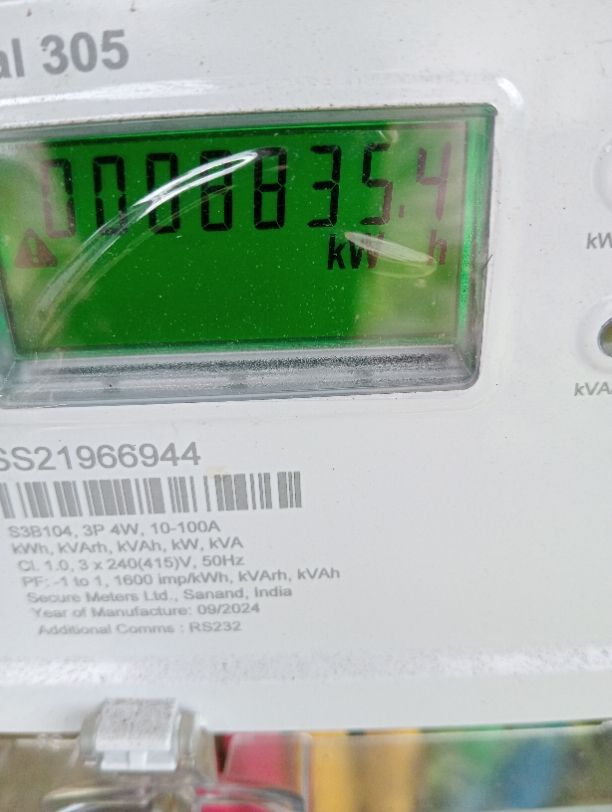 al 305
0008835.4
kW h
kW
kVA
SS21966944
S3B104, 3P 4W, 10-100A
kWh, kVArh, kVAh, kW, kVA
Cl. 1.0, 3 x 240(415)V, 50Hz
PF: -1 to 1, 1600 imp/kWh, kVArh, kVAh
Secure Meters Ltd., Sanand, India
Year of Manufacture: 09/2024
Additional Comms : RS232